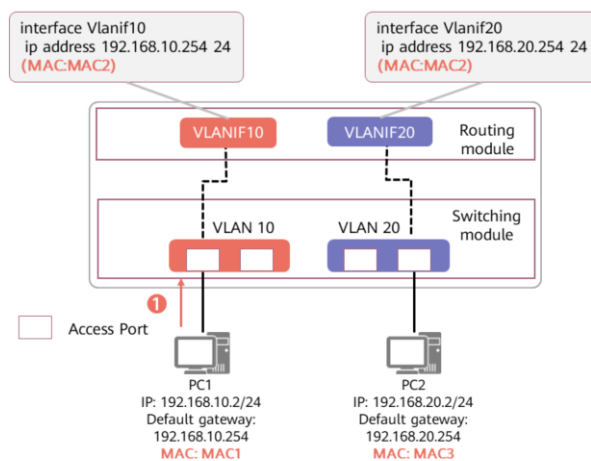 interface Vlanif10
ip address 192.168.10.254 24
(MAC:MAC2)
interface Vlanif20
ip address 192.168.20.254 24
(MAC:MAC2)
VLANIF10
VLANIF20
Routing
module
VLAN 10
VLAN 20
Switching
module
1
Access Port
PC1
IP: 192.168.10.2/24
Default gateway:
192.168.10.254
MAC: MAC1
PC2
IP: 192.168.20.2/24
Default gateway:
192.168.20.254
MAC: MAC3